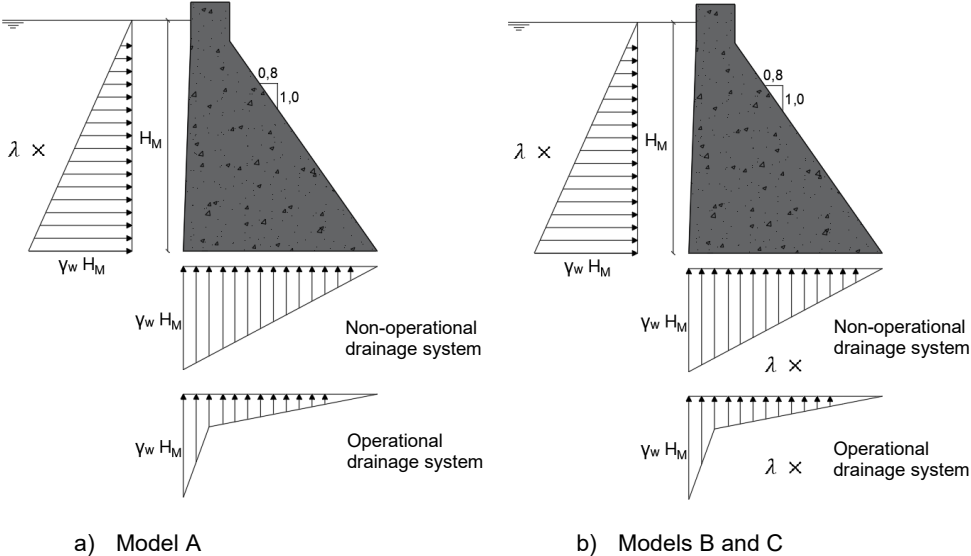 0,8
1,0
H_M
λ ×
γw H_M
γw H_M
Non-operational
drainage system
γw H_M
Operational
drainage system
a) Model A
0,8
1,0
H_M
λ ×
γw H_M
γw H_M
Non-operational
drainage system
λ ×
γw H_M
Operational
drainage system
λ ×
b) Models B and C